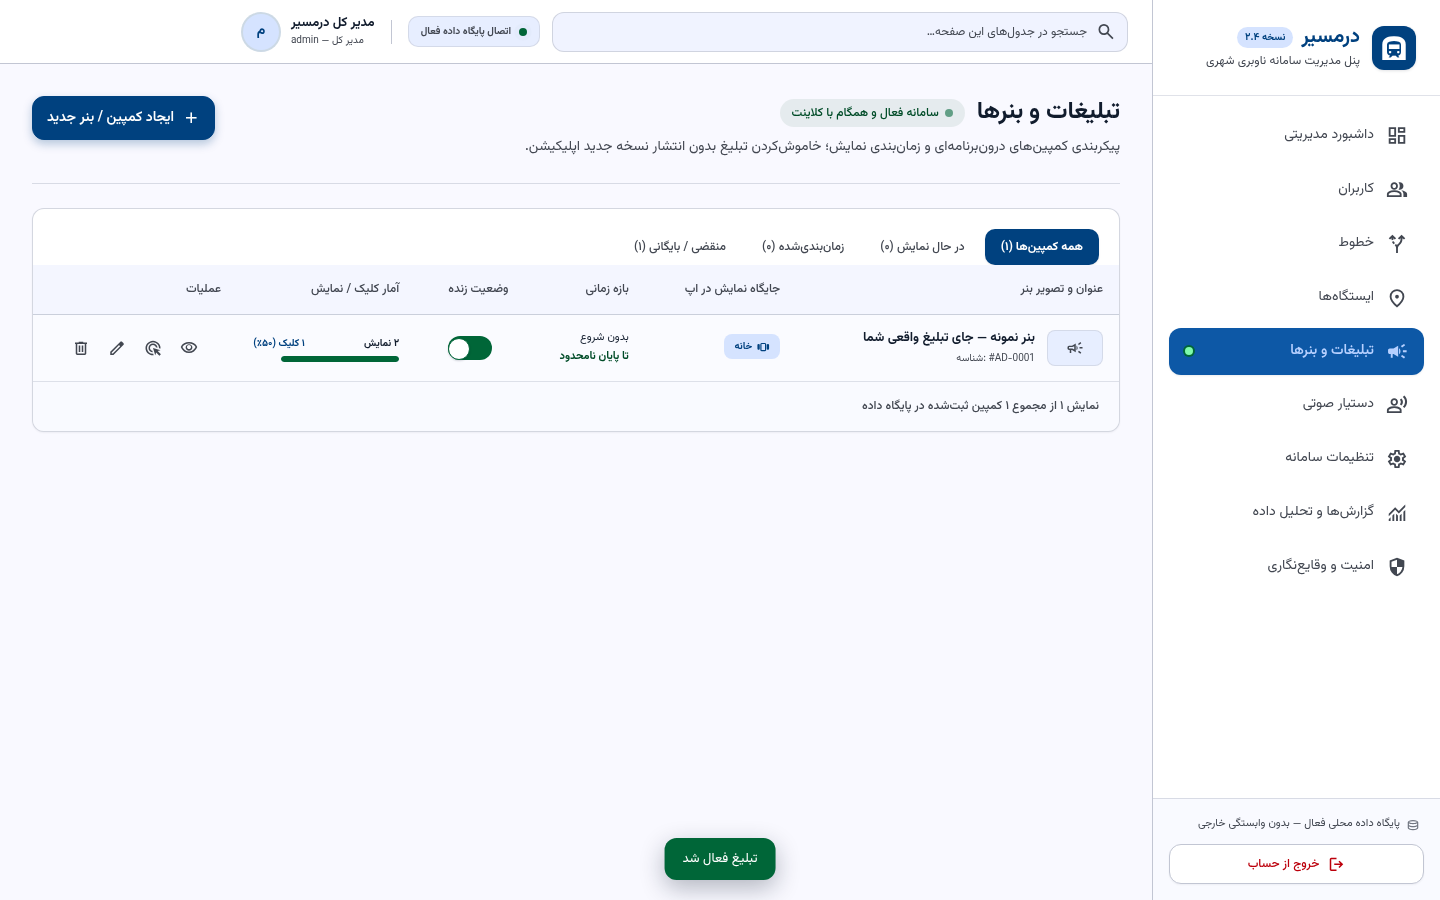 درمسیر
نسخه ۲.۴
پنل مدیریت سامانه ناوبری شهری
داشبورد مدیریتی
کاربران
خطوط
ایستگاه‌ها
تبلیغات و بنرها
دستیار صوتی
تنظیمات سامانه
گزارش‌ها و تحلیل داده
امنیت و وقایع‌نگاری
پایگاه داده محلی فعال — بدون وابستگی خارجی
خروج از حساب
جستجو در جدول‌های این صفحه...
اتصال پایگاه داده فعال
مدیر کل درمسیر
مدیر کل — admin
م
تبلیغات و بنرها
سامانه فعال و همگام با کلاینت
پیکربندی کمپین‌های درون‌برنامه‌ای و زمان‌بندی نمایش؛ خاموش‌کردن تبلیغ بدون انتشار نسخه جدید اپلیکیشن.
ایجاد کمپین / بنر جدید
همه کمپین‌ها (۱)
در حال نمایش (۰)
زمان‌بندی‌شده (۰)
منقضی / بایگانی (۱)
عنوان و تصویر بنر
جایگاه نمایش در اپ
بازه زمانی
وضعیت زنده
آمار کلیک / نمایش
عملیات
بنر نمونه — جای تبلیغ واقعی شما
شناسه: #AD-0001
خانه
بدون شروع
تا پایان نامحدود
۲ نمایش
۱ کلیک (۵۰٪)
نمایش ۱ از مجموع ۱ کمپین ثبت‌شده در پایگاه داده
تبلیغ فعال شد